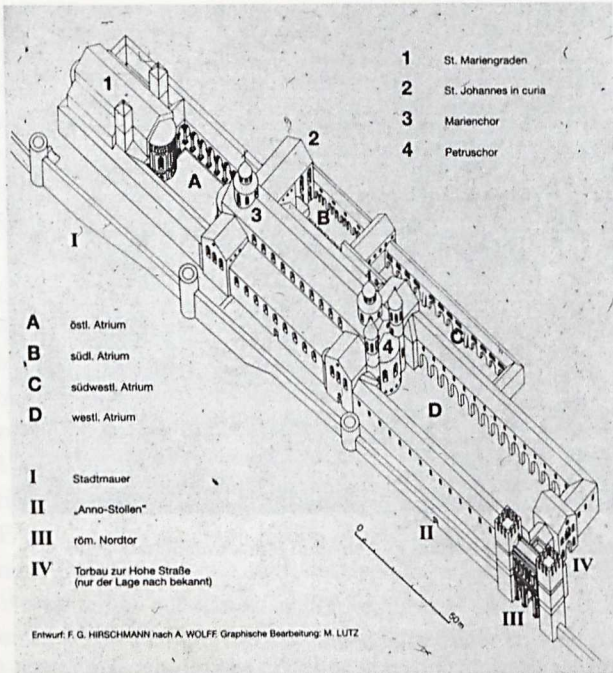 1 St. Mariengraden
2 St. Johannes in curia
3 Marienchor
4 Petruschor
1
2
A
3
B
I
4
C
D
A östl. Atrium
B südl. Atrium
C südwestl. Atrium
D westl. Atrium
I Stadtmauer
II „Anno-Stollen"
III röm. Nordtor
IV Torbau zur Hohe Straße
(nur der Lage nach bekannt)
0
50m
II
IV
III
Entwurf: F. G. HIRSCHMANN nach A. WOLFF. Graphische Bearbeitung: M. LUTZ